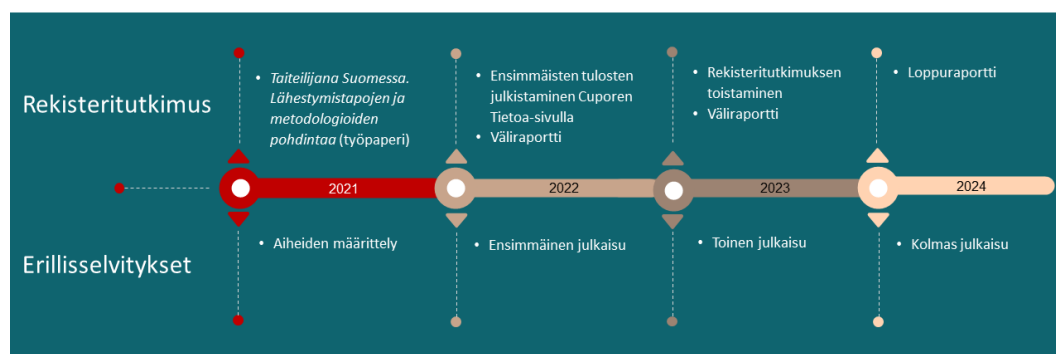 Rekisteritutkimus
• Taiteilijana Suomessa.
Lähestymistapojen ja
metodologioiden
pohdintaa (työpaperi)
• Ensimmäisten tulosten
julkistaminen Cuporen
Tietoa-sivulla
• Väliraportti
• Rekisteritutkimuksen
toistaminen
• Väliraportti
• Loppuraportti
2021
2022
2023
2024
Erillisselvitykset
• Aiheiden määrittely
• Ensimmäinen julkaisu
• Toinen julkaisu
• Kolmas julkaisu